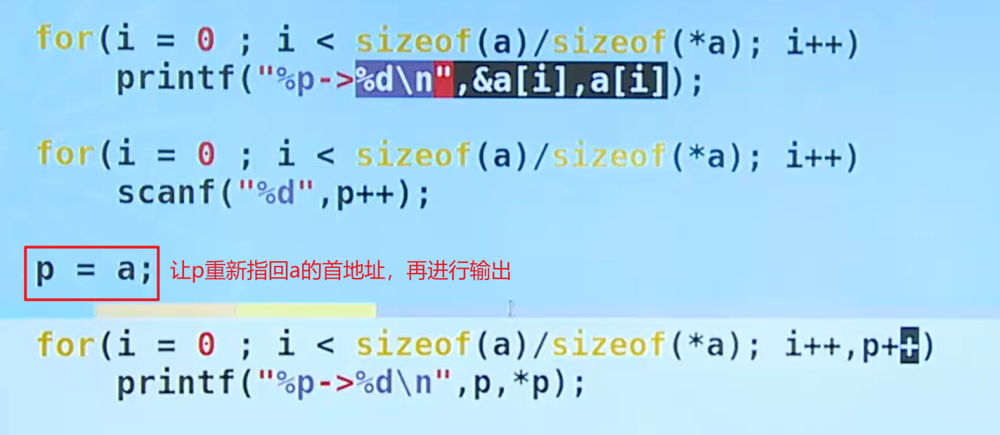 for(i = 0 ; i < sizeof(a)/sizeof(*a); i++)
printf("%p->%d\n",&a[i],a[i]);
for(i = 0 ; i < sizeof(a)/sizeof(*a); i++)
scanf("%d",p++);
p = a; 让p重新指回a的首地址，再进行输出
for(i = 0 ; i < sizeof(a)/sizeof(*a); i++,p++)
printf("%p->%d\n",p,*p);